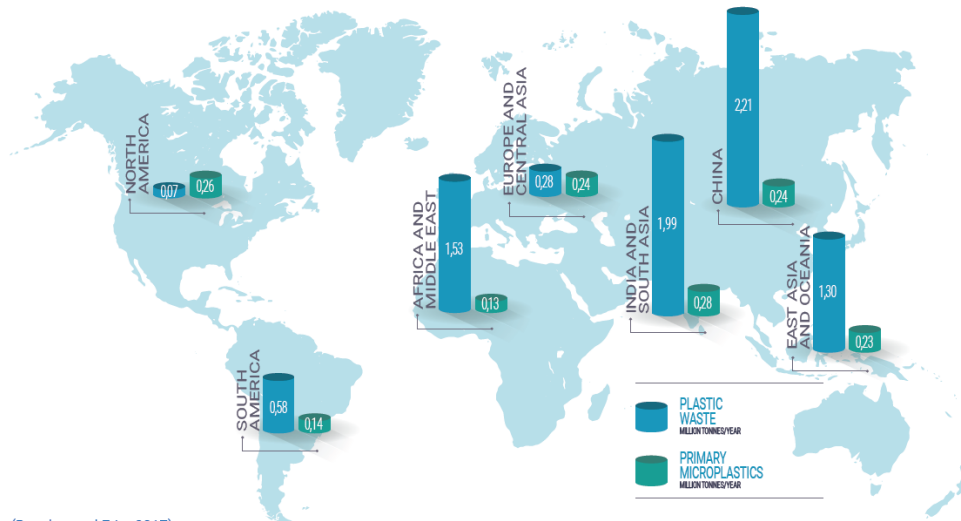 NORTH
AMERICA
0,07
0,26
SOUTH
AMERICA
0,58
0,14
AFRICA AND
MIDDLE EAST
1,53
0,13
EUROPE AND
CENTRAL ASIA
0,28
0,24
INDIA AND
SOUTH ASIA
1,99
0,28
CHINA
2,21
0,24
EAST ASIA
AND OCEANIA
1,30
0,23
PLASTIC
WASTE
MILLION TONNES/YEAR
PRIMARY
MICROPLASTICS
MILLION TONNES/YEAR